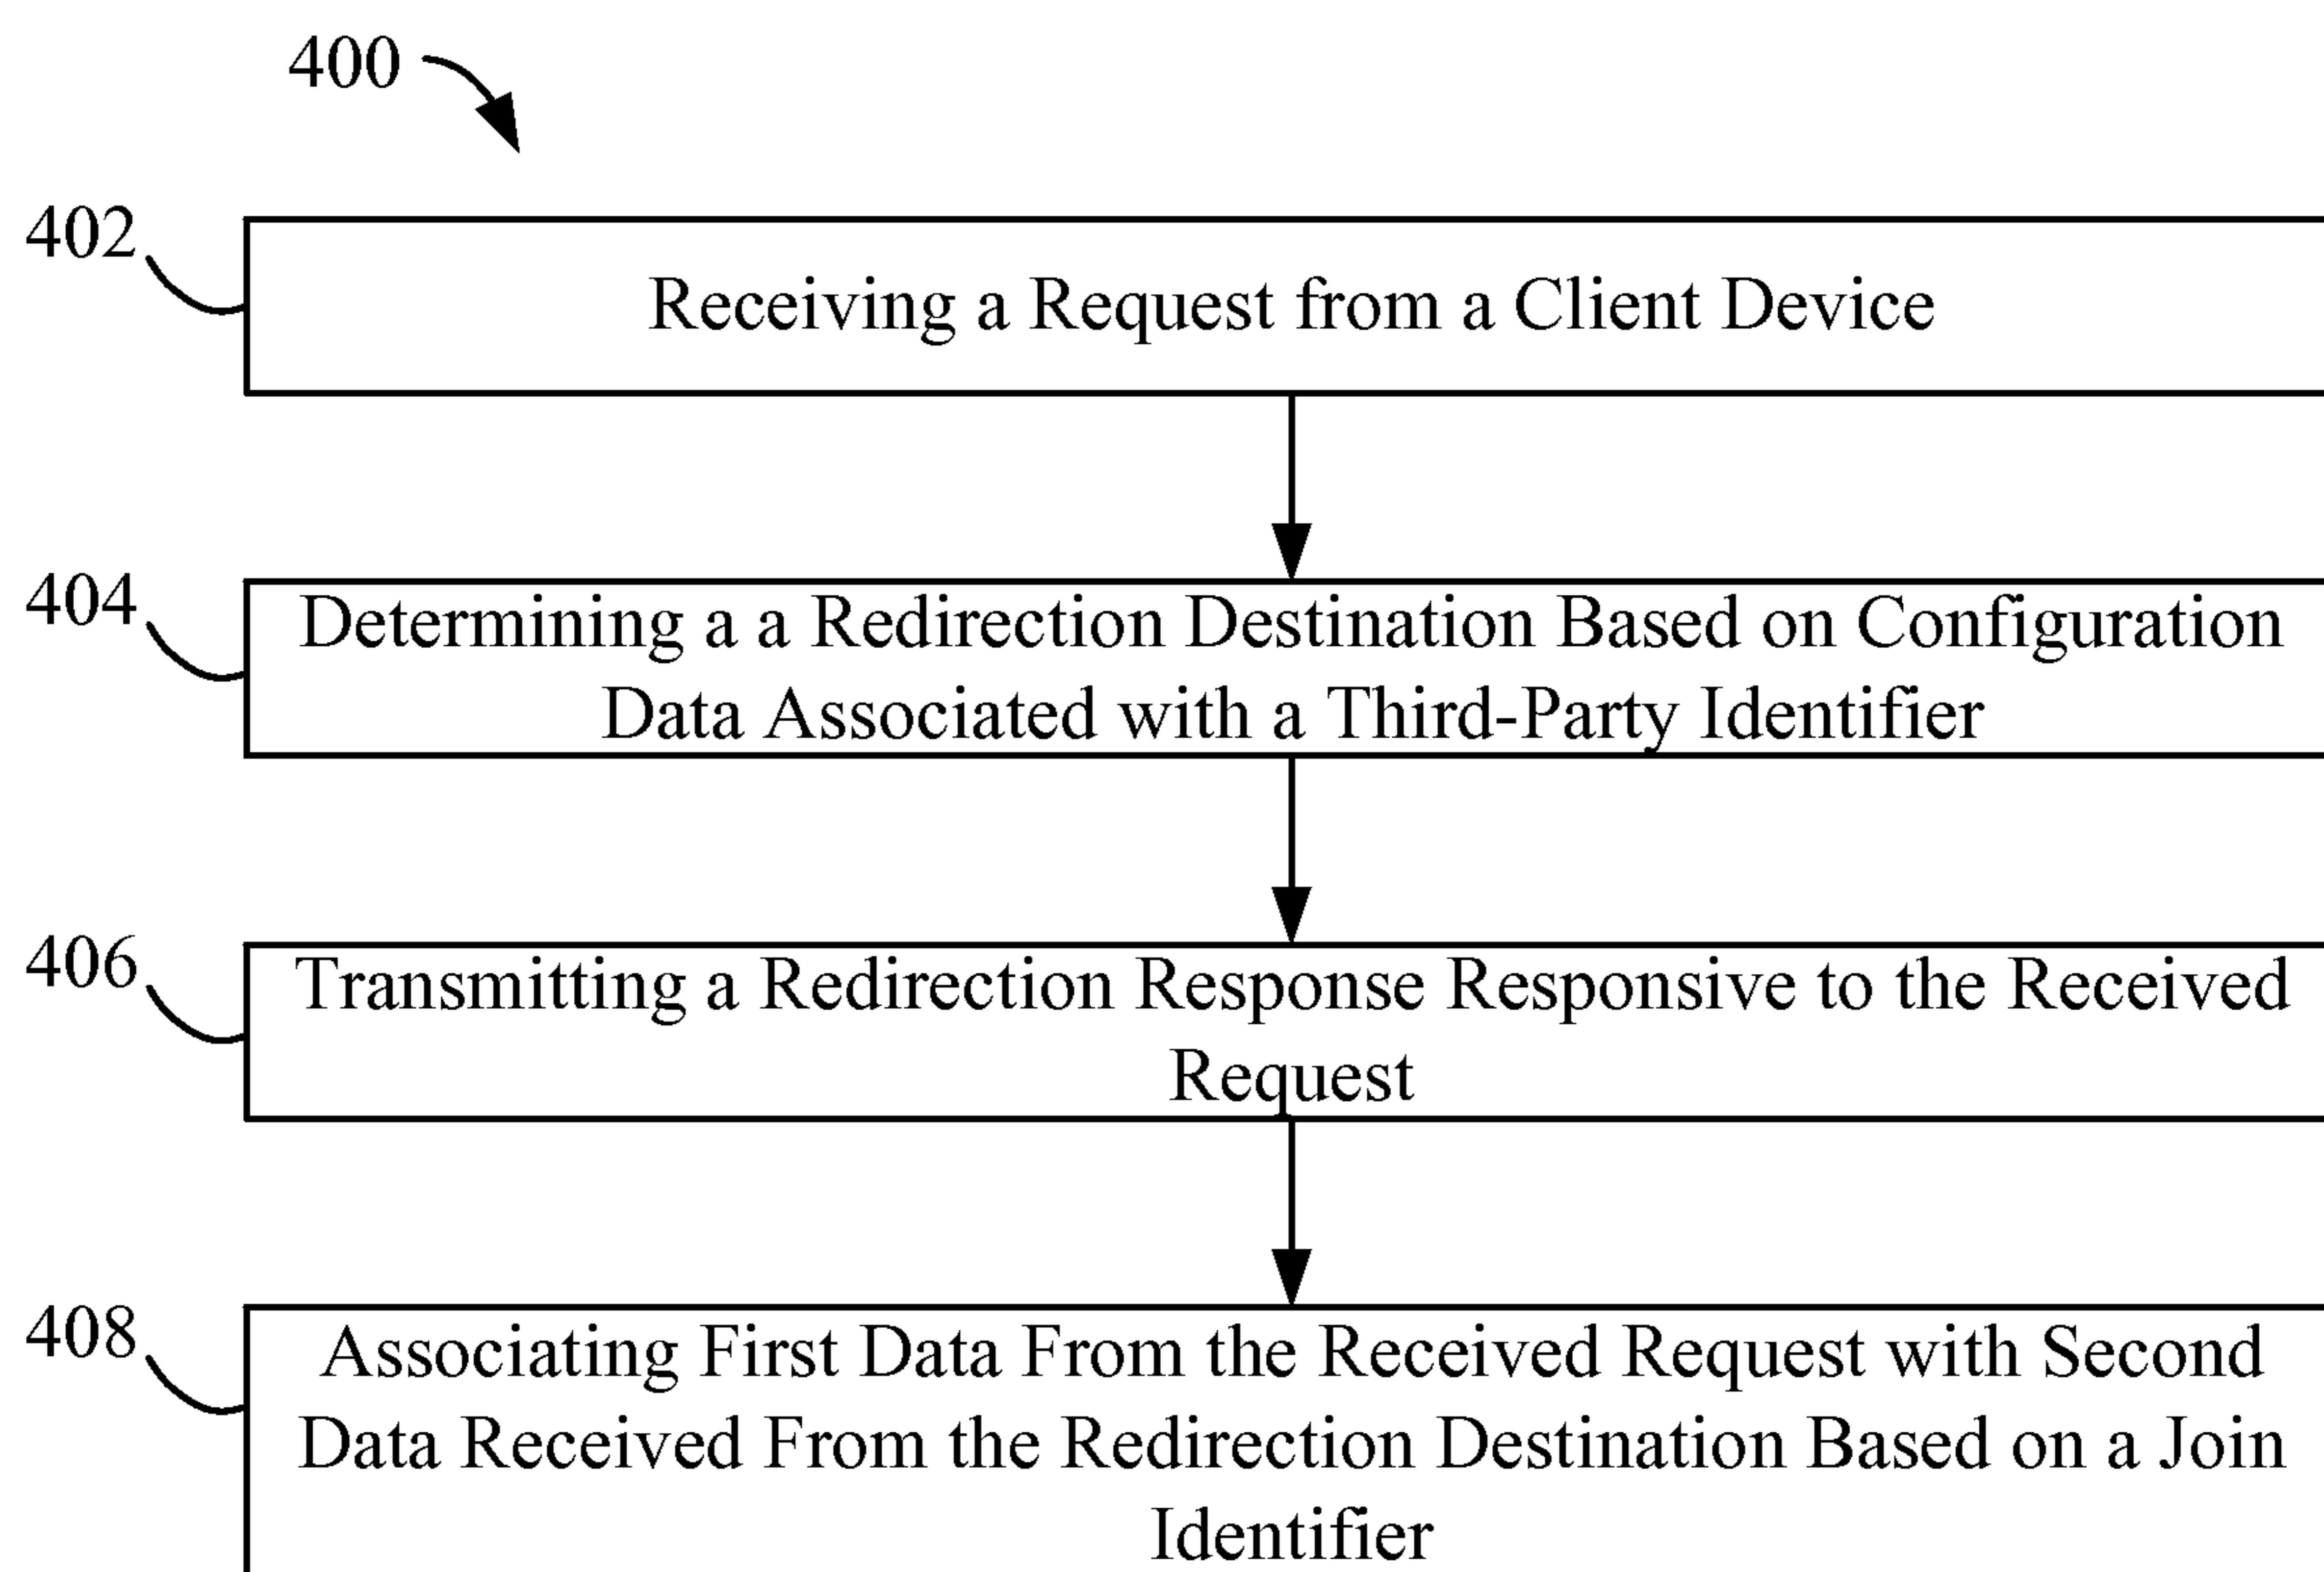 400
402
Receiving a Request from a Client Device
404
Determining a a Redirection Destination Based on Configuration
Data Associated with a Third-Party Identifier
406
Transmitting a Redirection Response Responsive to the Received
Request
408
Associating First Data From the Received Request with Second
Data Received From the Redirection Destination Based on a Join
Identifier